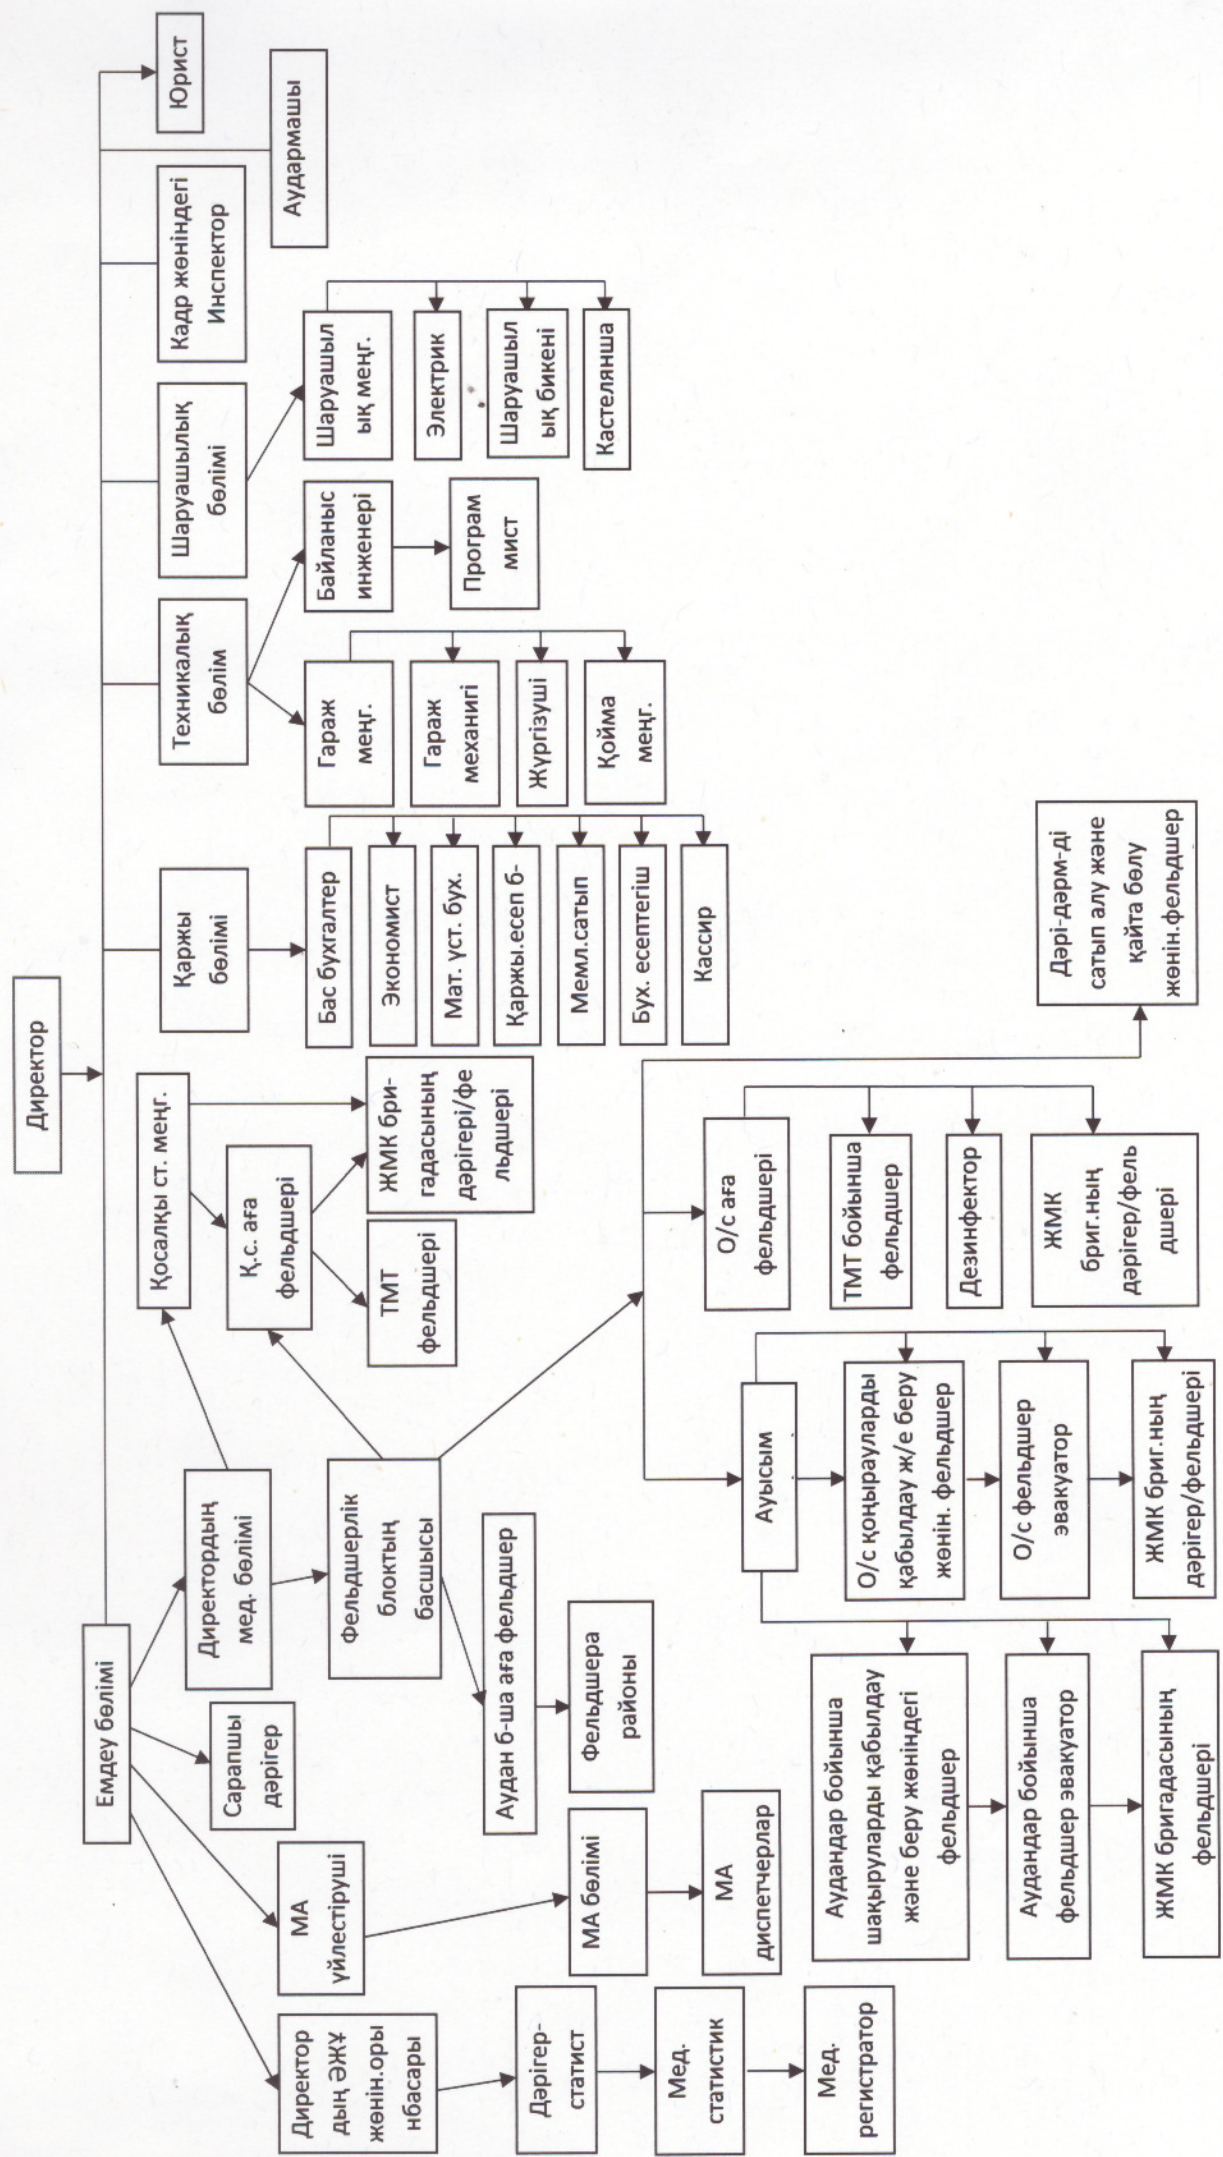 Директор
Емдеу бөлімі
Қаржы
бөлімі
Техникалық
бөлім
Шаруашылық
бөлімі
Кадр жөніндегі
Инспектор
Юрист
Аудармашы
Директор
дың ӘЖҰ
жөнін.оры
нбасары
МА
үйлестіруші
Сарапшы
дәрігер
Директордың
мед. бөлімі
Қосалқы ст. меңг.
Қ.с. аға
фельдшері
ТМТ
фельдшері
ЖМК бри-
гадасының
дәрігері/фе
льдшері
Бас бухгалтер
Экономист
Мат. уст. бух.
Қаржы.есеп б-
Мемл.сатып
Бух. есептегіш
Кассир
Гараж
меңг.
Гараж
механигі
Жүргізуші
Қойма
меңг.
Байланыс
инженері
Програм
мист
Шаруашыл
ық меңг.
Электрик
Шаруашыл
ық бикені
Кастелянша
Фельдшерлік
блоктың
басшысы
Дәрігер-
статист
Мед.
статистик
Мед.
регистратор
МА бөлімі
МА
диспетчерлар
Аудан б-ша аға фельдшер
Фельдшера
районы
Ауысым
О/с аға
фельдшері
Аудандар бойынша
шақыруларды қабылдау
және беру жөніндегі
фельдшер
Аудандар бойынша
фельдшер эвакуатор
ЖМК бригадасының
фельдшері
О/с қоңырауларды
қабылдау ж/е беру
жөнін. фельдшер
О/с фельдшер
эвакуатор
ЖМК бриг.ның
дәрігер/фельдшері
ТМТ бойынша
фельдшер
Дезинфектор
ЖМК
бриг.ның
дәрігер/фель
дшері
Дәрі-дәрм-ді
сатып алу және
қайта бөлу
жөнін.фельдшер